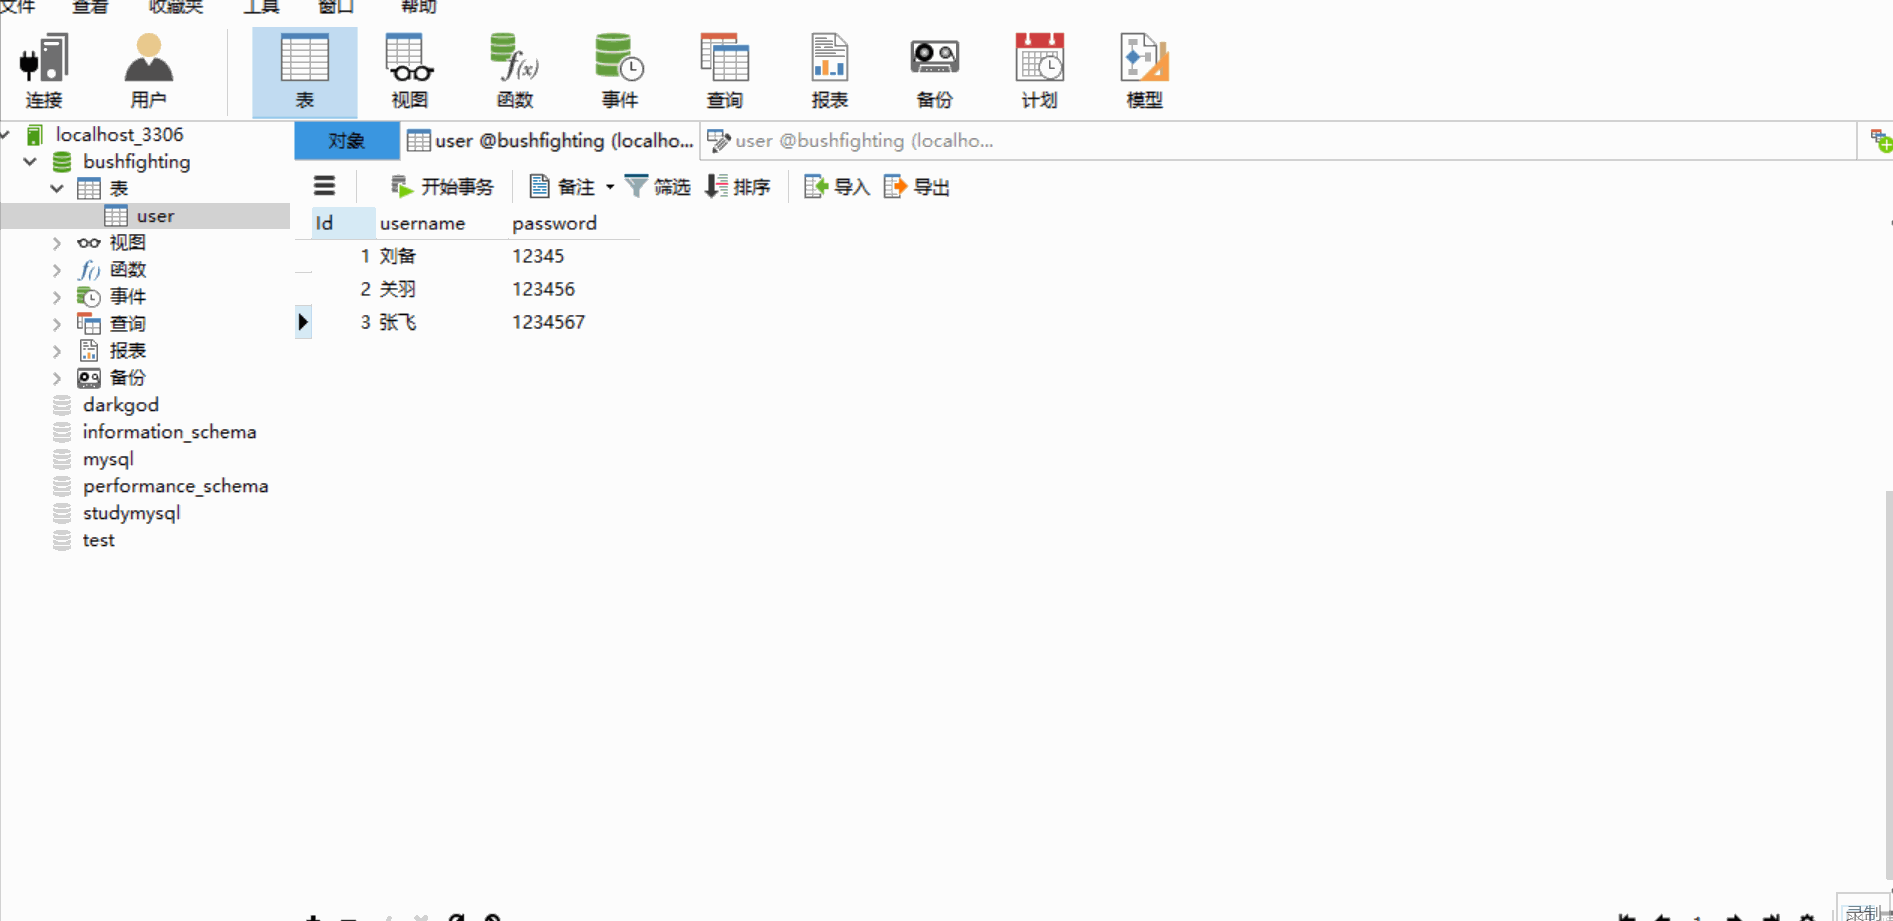 文件 查看 收藏夹 工具 窗口 帮助
连接 用户 表 视图 函数 事件 查询 报表 备份 计划 模型
localhost_3306
bushfighting
表
user
视图
函数
事件
查询
报表
备份
darkgod
information_schema
mysql
performance_schema
studymysql
test
对象 user @bushfighting (localho... user @bushfighting (localho...
开始事务 备注 筛选 排序 导入 导出
Id username password
1 刘备 12345
2 关羽 123456
3 张飞 1234567
1
录制